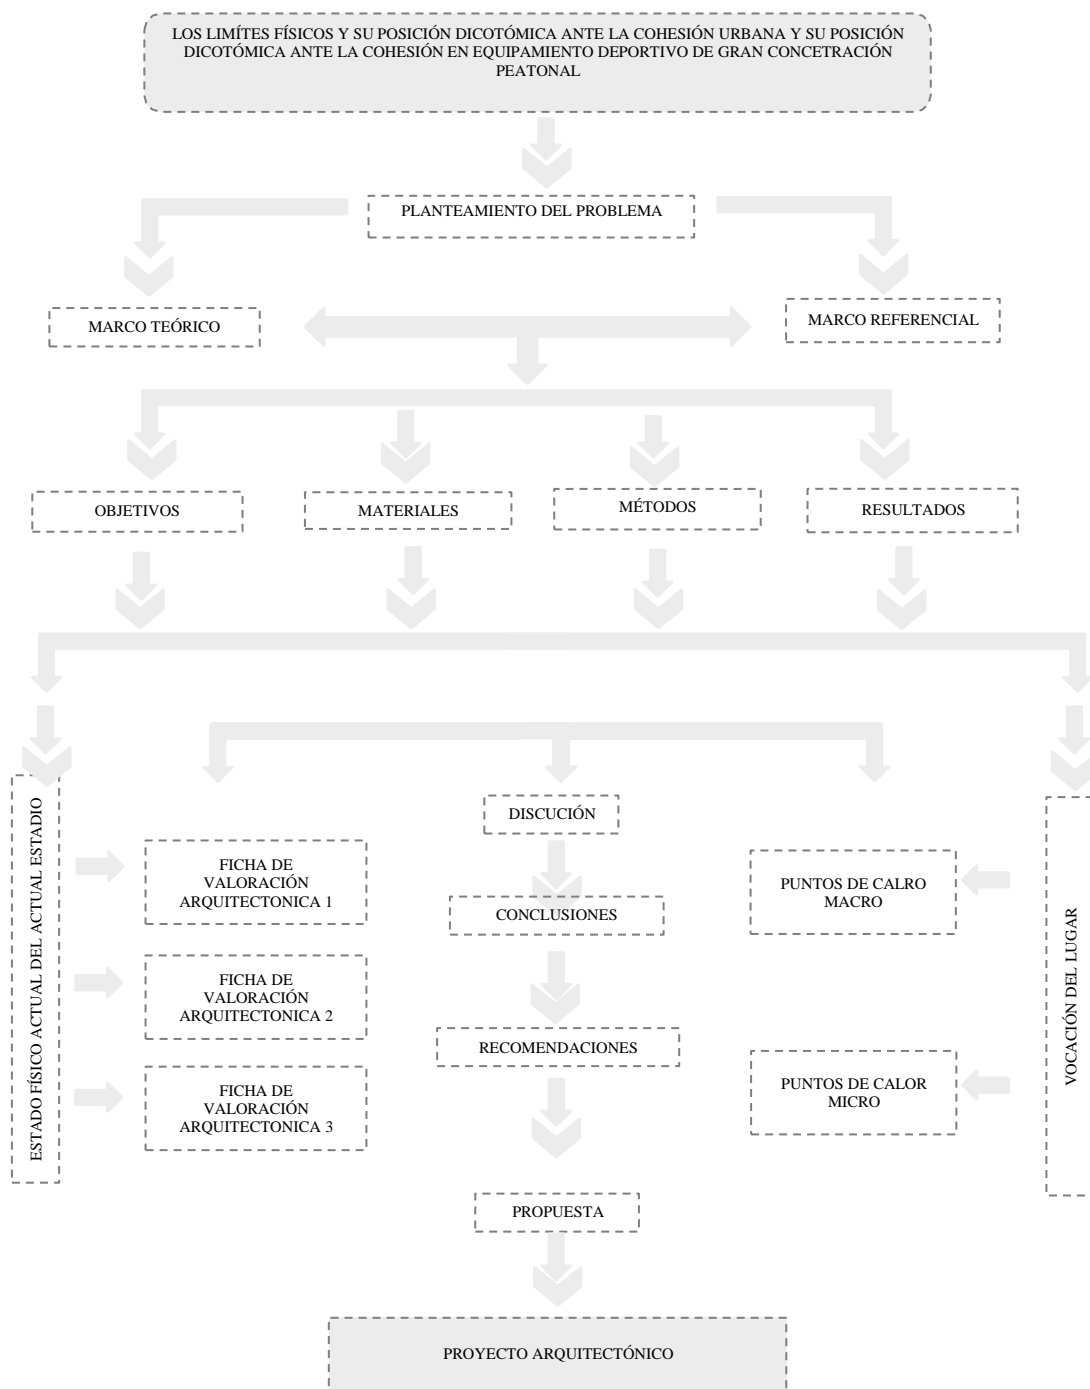 LOS LIMÍTES FÍSICOS Y SU POSICIÓN DICOTÓMICA ANTE LA COHESIÓN URBANA Y SU POSICIÓN
DICOTÓMICA ANTE LA COHESIÓN EN EQUIPAMIENTO DEPORTIVO DE GRAN CONCETRACIÓN
PEATONAL
PLANTEAMIENTO DEL PROBLEMA
MARCO TEÓRICO
MARCO REFERENCIAL
OBJETIVOS
MATERIALES
MÉTODOS
RESULTADOS
ESTADO FÍSICO ACTUAL DEL ACTUAL ESTADIO
FICHA DE
VALORACIÓN
ARQUITECTONICA 1
FICHA DE
VALORACIÓN
ARQUITECTONICA 2
FICHA DE
VALORACIÓN
ARQUITECTONICA 3
DISCUCIÓN
CONCLUSIONES
RECOMENDACIONES
PROPUESTA
PUNTOS DE CALRO
MACRO
PUNTOS DE CALOR
MICRO
VOCACIÓN DEL LUGAR
PROYECTO ARQUITECTÓNICO